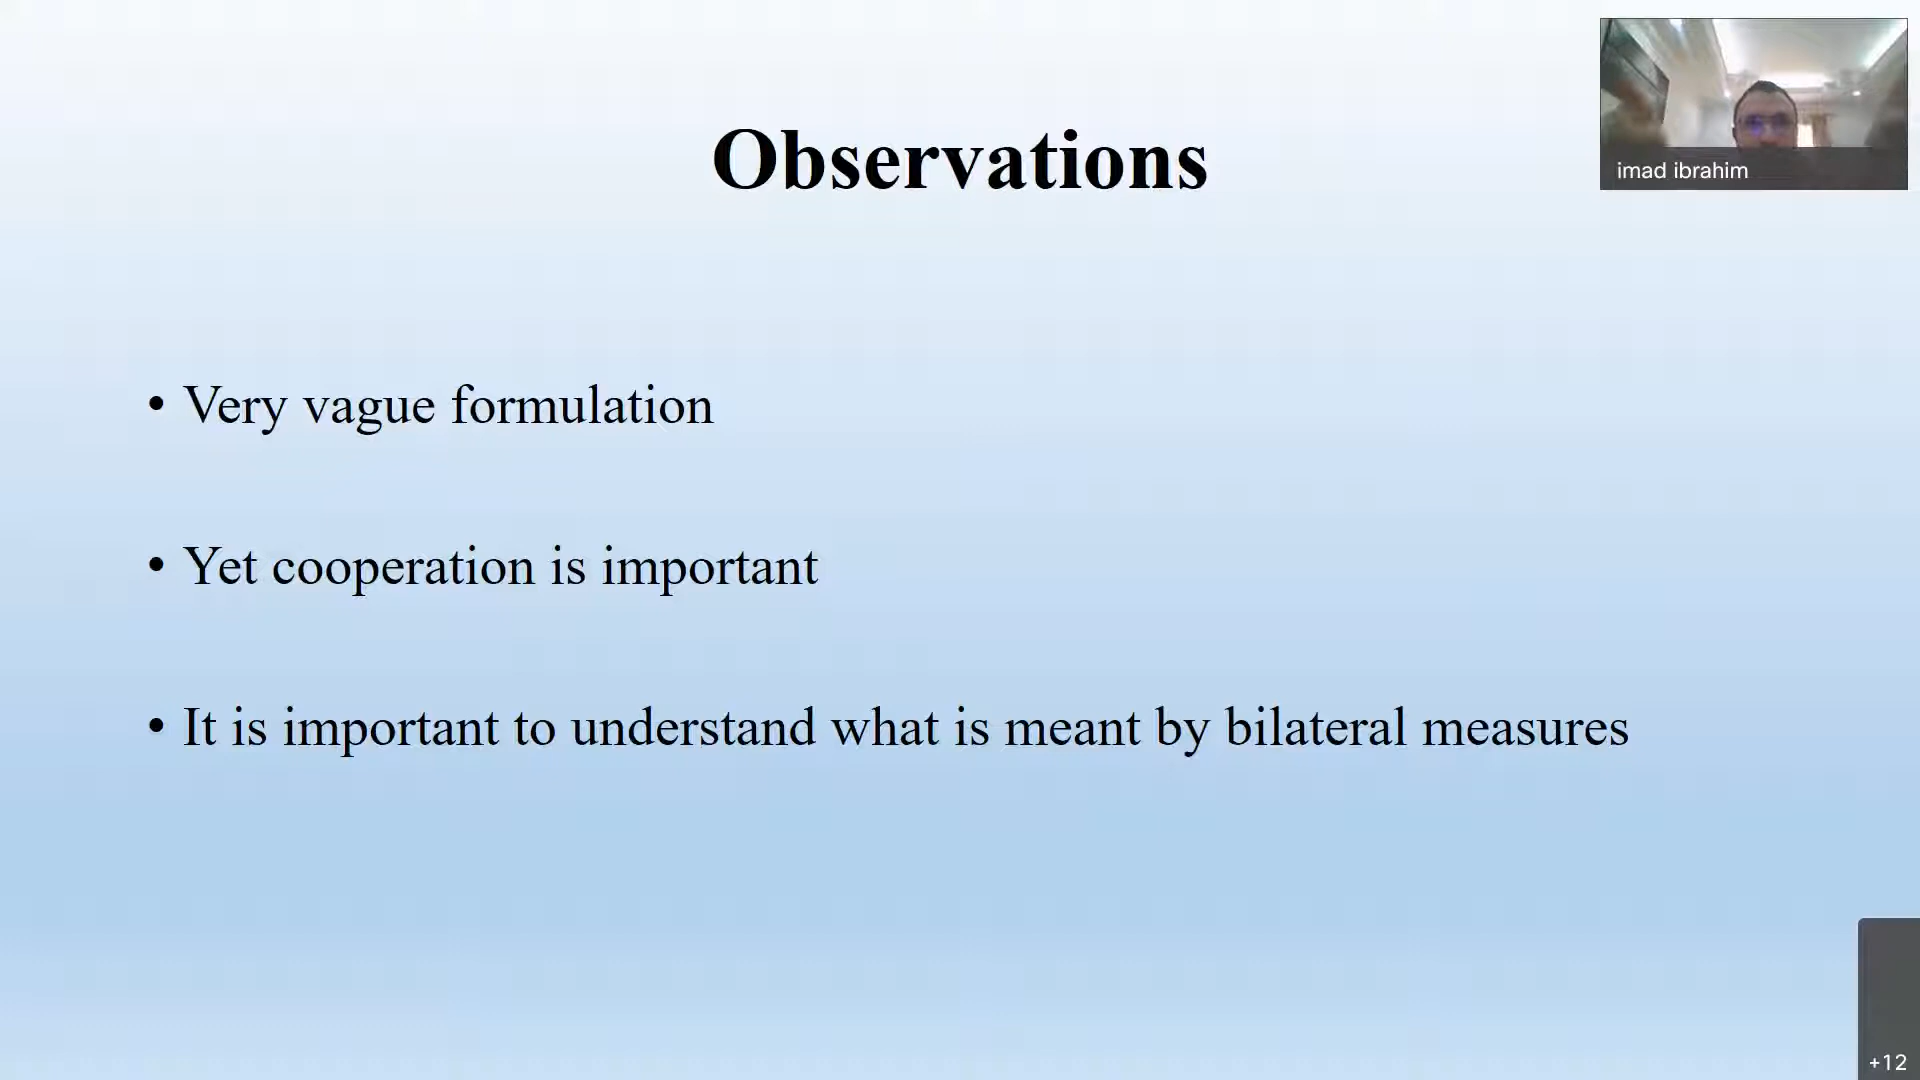 imad ibrahim
Observations
• Very vague formulation
• Yet cooperation is important
• It is important to understand what is meant by bilateral measures
+12